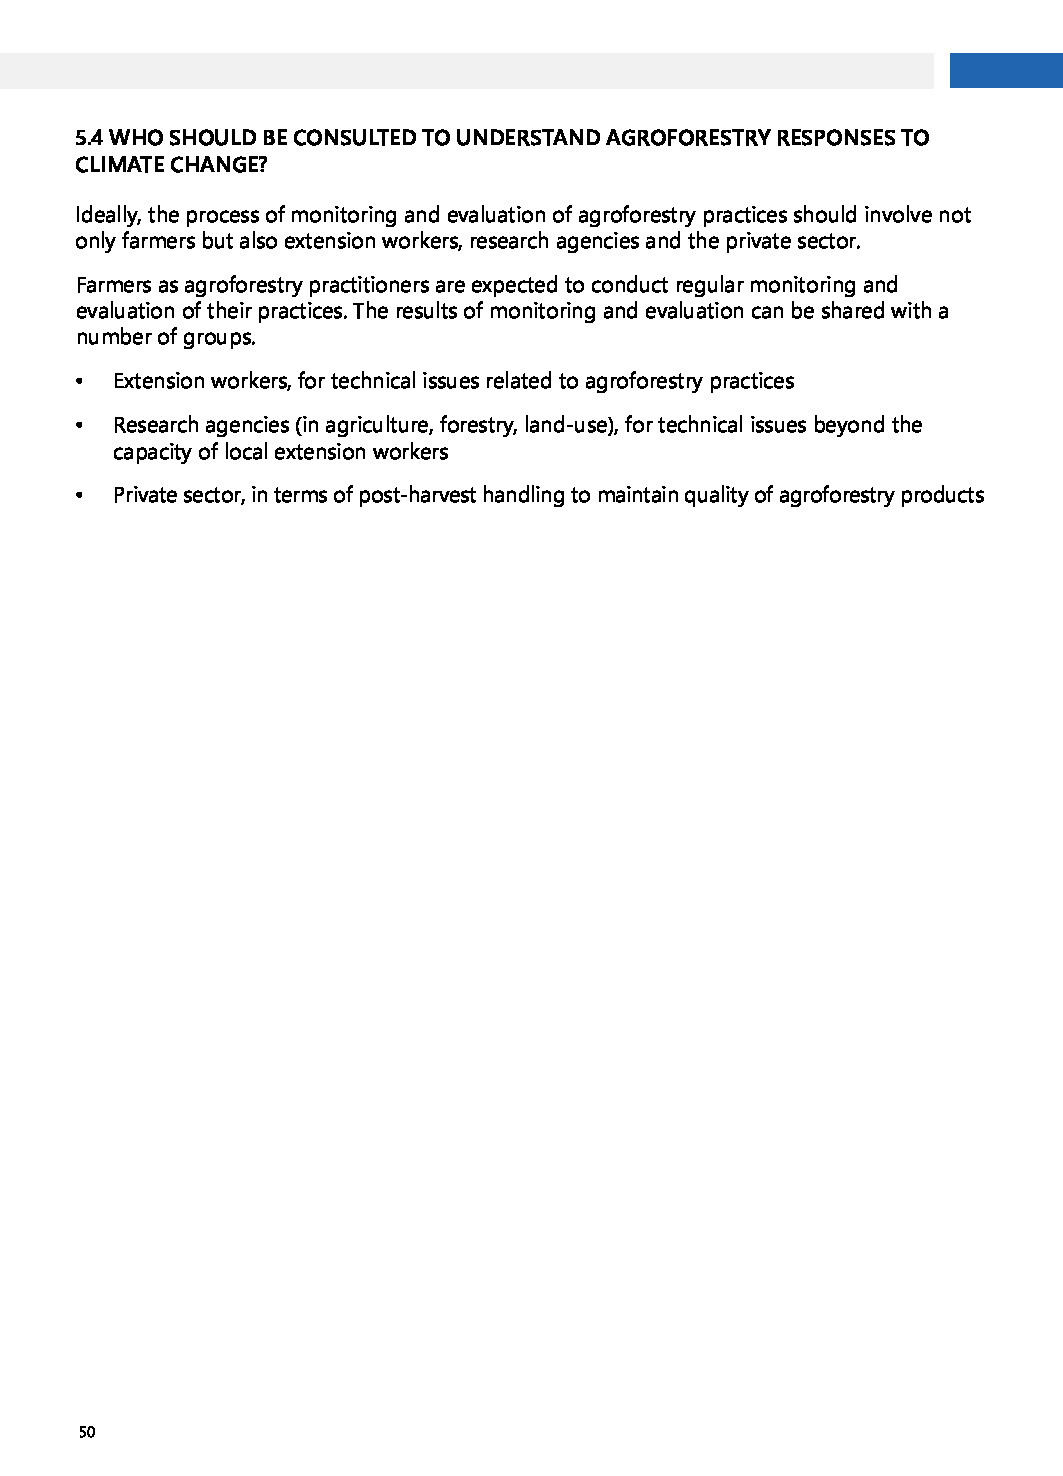 5.4 WHO SHOULD BE CONSULTED TO UNDERSTAND AGROFORESTRY RESPONSES TO
CLIMATE CHANGE?
Ideally, the process of monitoring and evaluation of agroforestry practices should involve not
only farmers but also extension workers, research agencies and the private sector.
Farmers as agroforestry practitioners are expected to conduct regular monitoring and
evaluation of their practices. The results of monitoring and evaluation can be shared with a
number of groups.
• Extension workers, for technical issues related to agroforestry practices
• Research agencies (in agriculture, forestry, land-use), for technical issues beyond the
capacity of local extension workers
• Private sector, in terms of post-harvest handling to maintain quality of agroforestry products
50